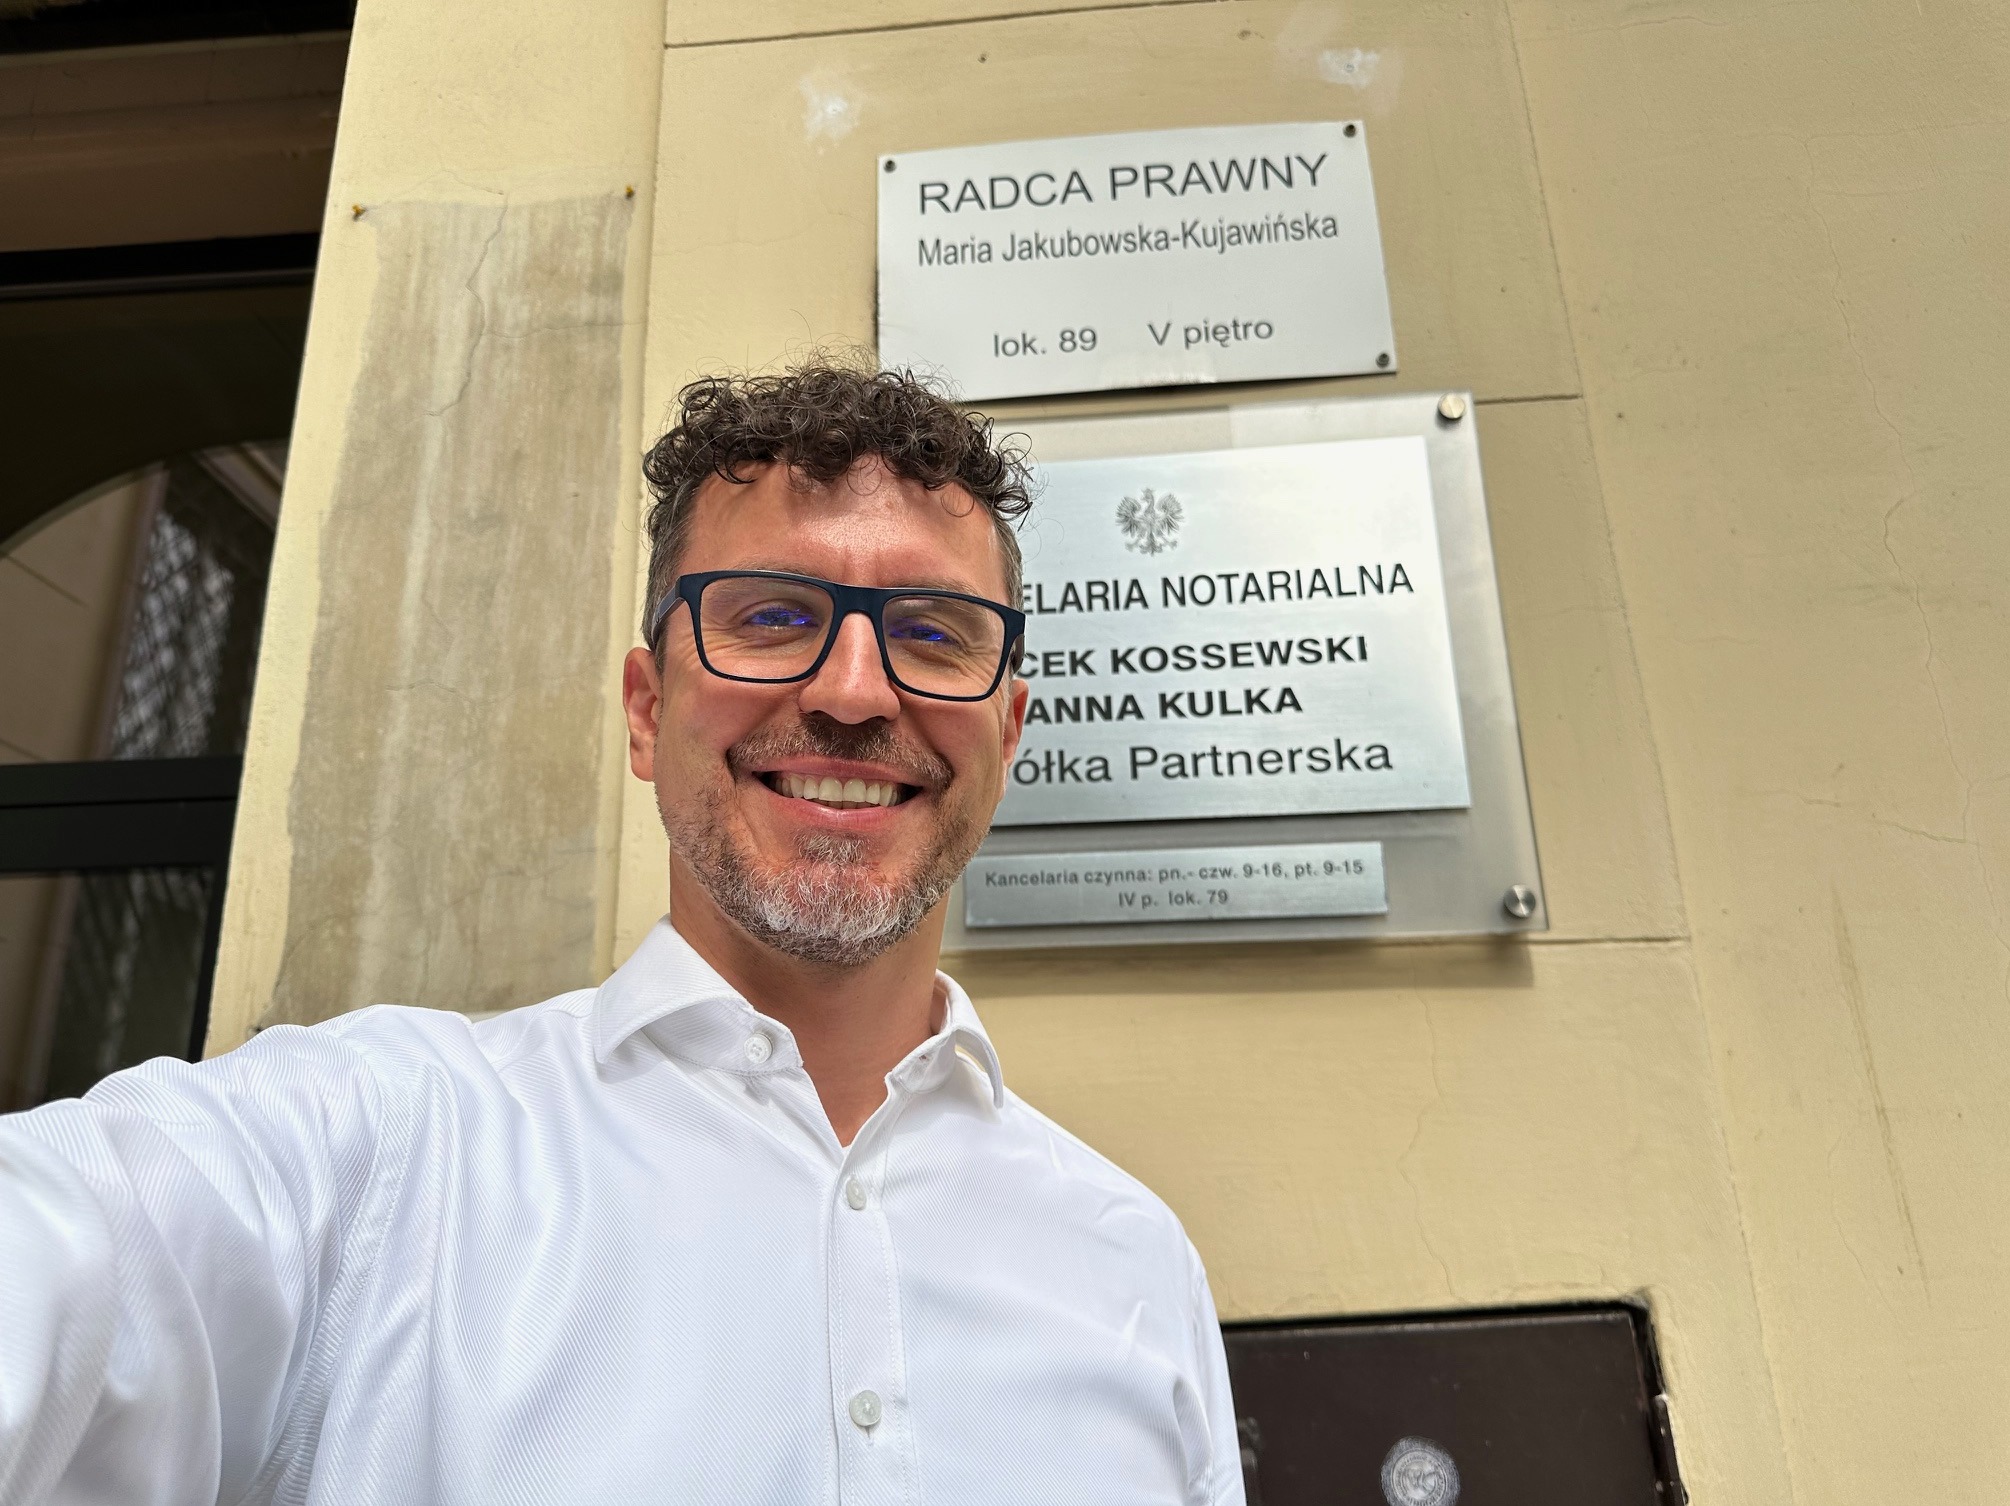 RADCA PRAWNY
Maria Jakubowska-Kujawińska
lok. 89 V piętro
ELARIA NOTARIALNA
CEK KOSSEWSKI
ANNA KULKA
ółka Partnerska
Kancelaria czynna: pn.- czw. 9-16, pt. 9-15
IV p. lok. 79